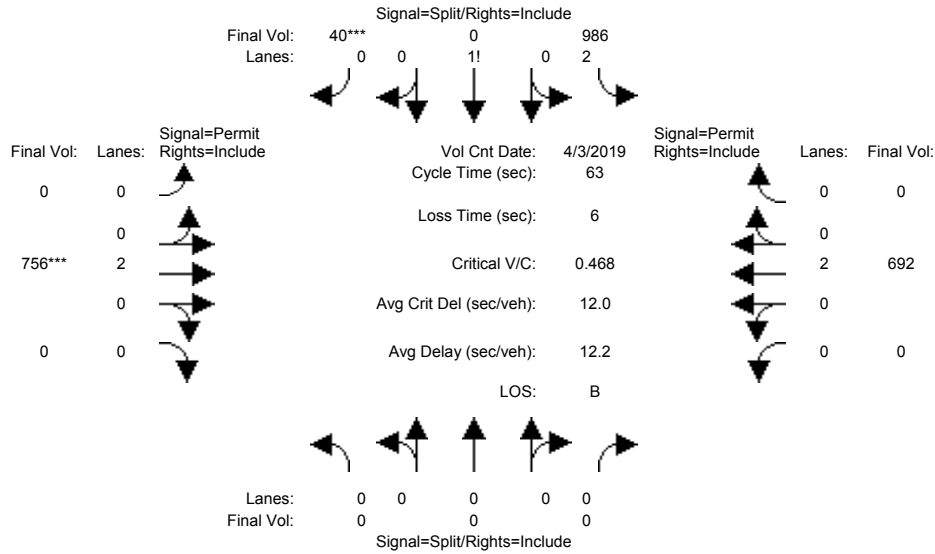 Signal=Split/Rights=Include
Final Vol: 40*** 0 986
Lanes: 0 0 1! 0 2
Signal=Permit
Final Vol: Lanes: Rights=Include
Vol Cnt Date: 4/3/2019
Signal=Permit
Rights=Include Lanes: Final Vol:
Cycle Time (sec): 63
0 0
0 0
Loss Time (sec): 6
0
0
756*** 2
Critical V/C: 0.468
2 692
0
Avg Crit Del (sec/veh): 12.0
0
0 0
Avg Delay (sec/veh): 12.2
0 0
LOS: B
Lanes: 0 0 0 0 0
Final Vol: 0 0 0
Signal=Split/Rights=Include